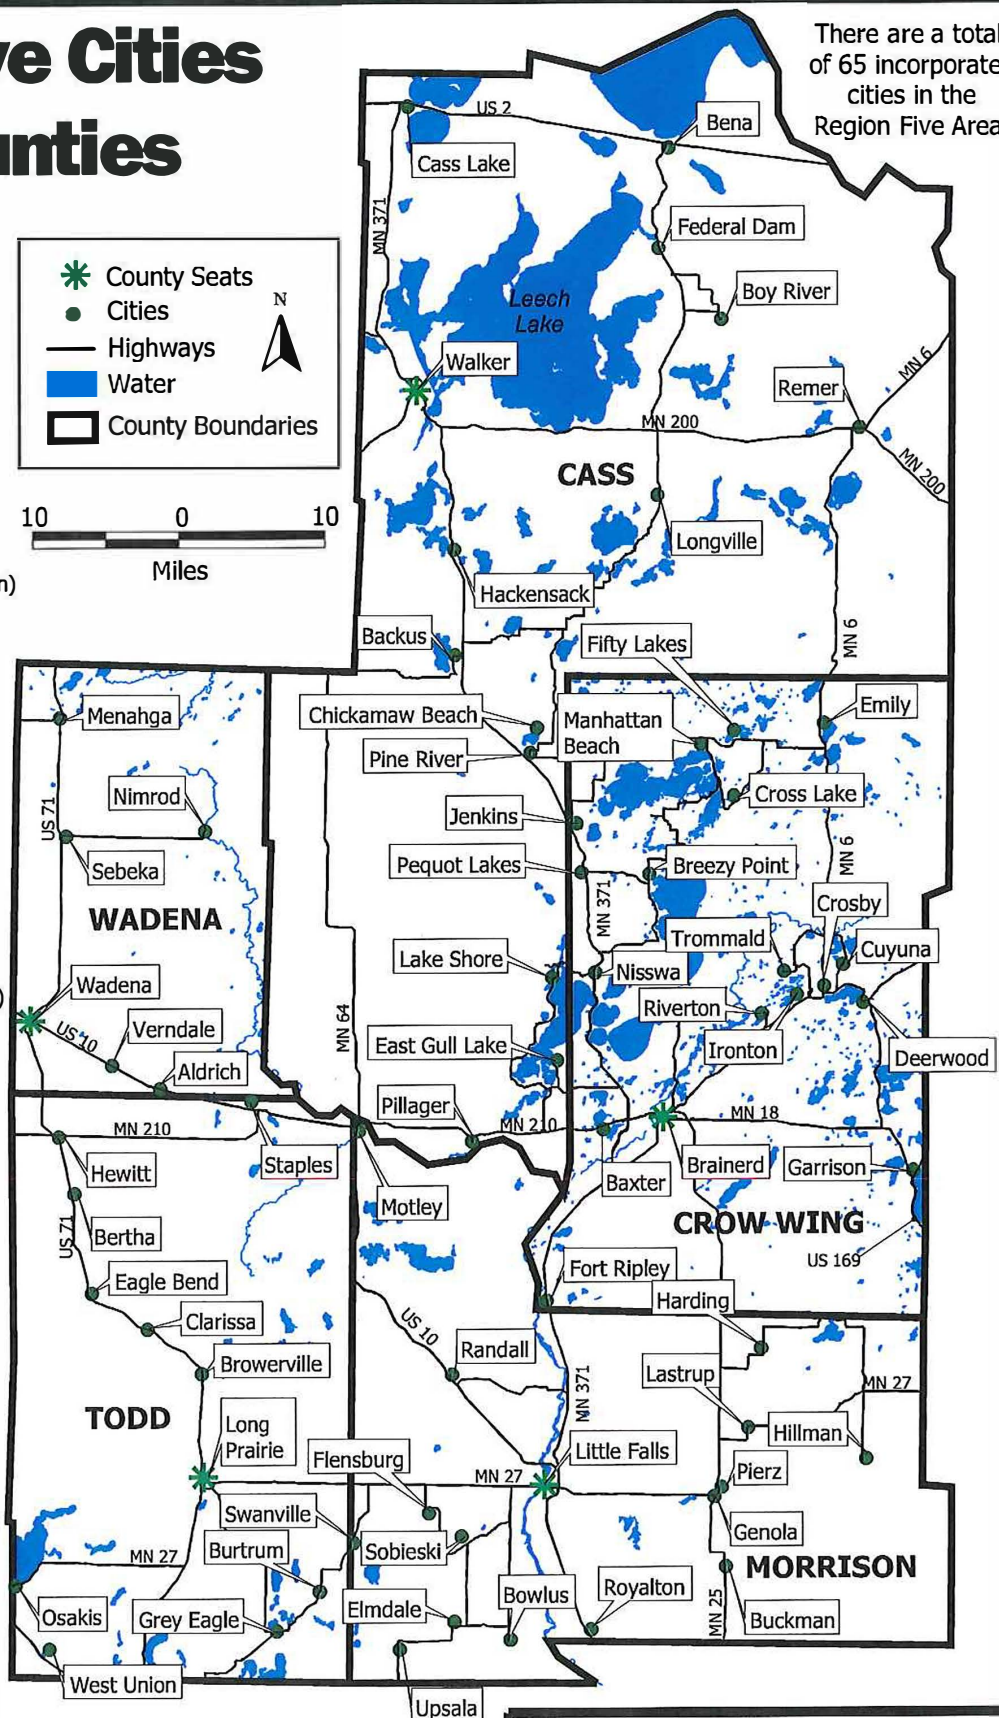 ve Cities
unties
There are a total
of 65 incorporate
cities in the
Region Five Area
County Seats
Cities
Highways
Water
County Boundaries
N
10 0 10
Miles
n)
)
US 2
Bena
Cass Lake
MN 371
Federal Dam
Boy River
Leech
Lake
Walker
Remer
MN 6
MN 200
MN 200
CASS
Longville
Hackensack
Backus
Fifty Lakes
MN 6
Menahga
Chickamaw Beach
Manhattan
Beach
Emily
Pine River
Nimrod
US 71
Cross Lake
Jenkins
Sebeka
Pequot Lakes
Breezy Point
MN 6
MN 371
Crosby
WADENA
Trommald
Cuyuna
Lake Shore
Nisswa
Wadena
Riverton
Verndale
US 10
MN 64
Ironton
East Gull Lake
Deerwood
Aldrich
Pillager
MN 210
MN 18
MN 210
Hewitt
Staples
Brainerd
Garrison
Baxter
Motley
Bertha
US 71
CROW WING
US 169
Eagle Bend
Fort Ripley
Harding
Clarissa
US 10
Randall
Browerville
Lastrup
MN 371
MN 27
TODD
Long
Prairie
Hillman
Flensburg
Little Falls
MN 27
Pierz
Swanville
Genola
Burtrum
Sobieski
MN 27
MORRISON
Bowlus
Royalton
Osakis
Grey Eagle
Elmdale
MN 25
Buckman
West Union
Upsala